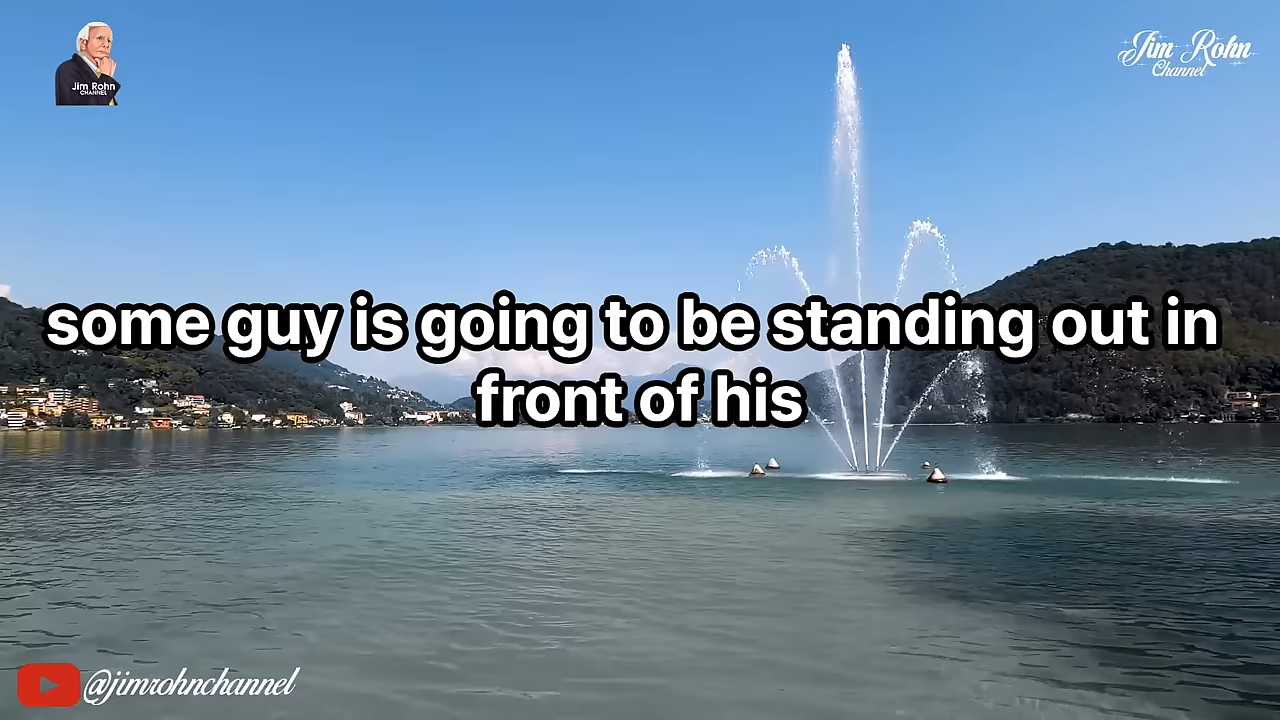 Jim Rohn
CHANNEL
Jim Rohn
Channel
some guy is going to be standing out in
front of his
@jimrohnchannel